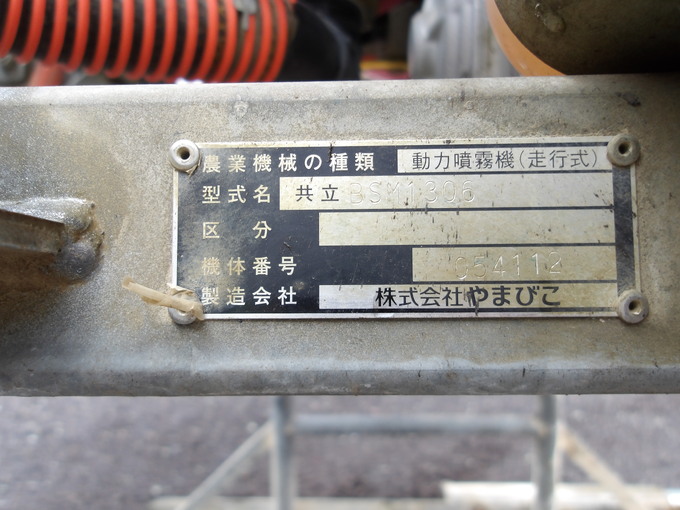 農業機械の種類 動力噴霧機(走行式)
型式名 共立 BSM1306
区分
機体番号 C54112
製造会社 株式会社やまびこ